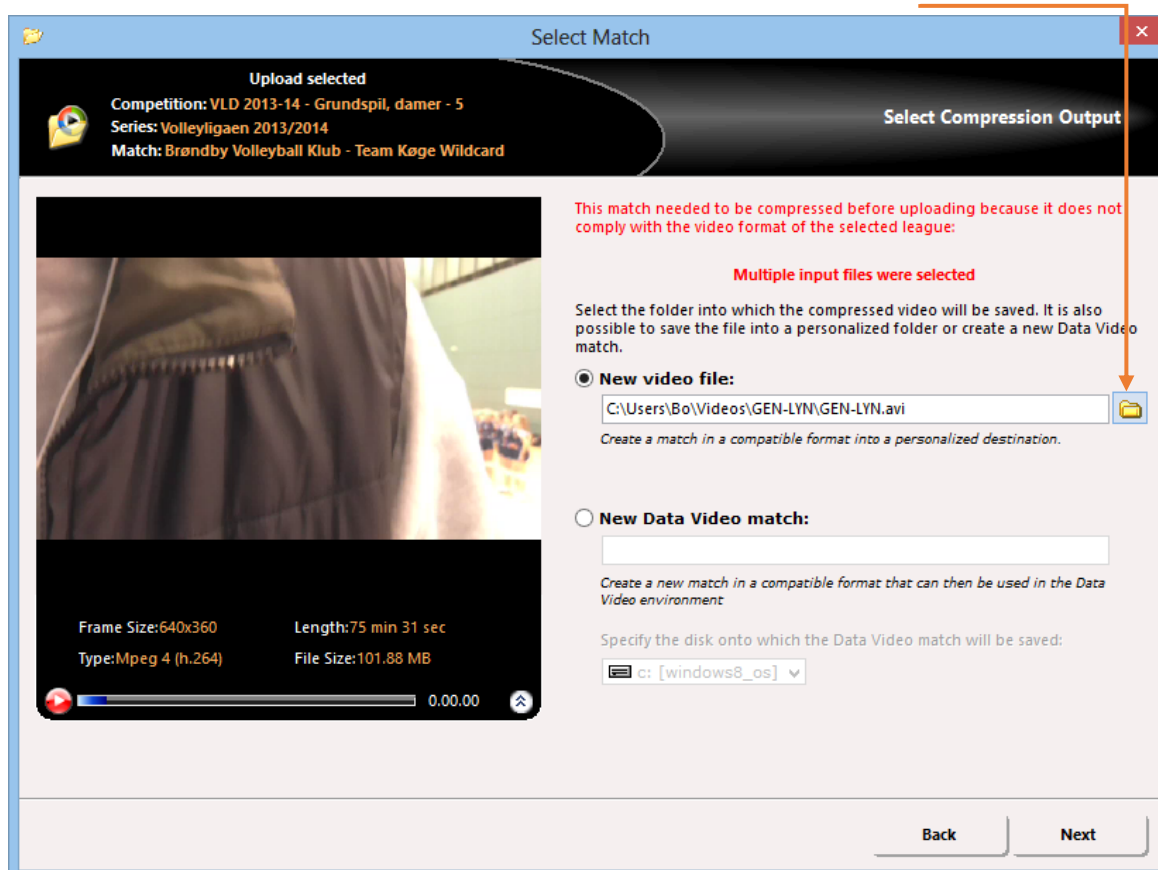 Select Match
Upload selected
Competition: VLD 2013-14 - Grundspil, damer - 5
Series: Volleyligaen 2013/2014
Match: Brøndby Volleyball Klub - Team Køge Wildcard
Select Compression Output
This match needed to be compressed before uploading because it does not
comply with the video format of the selected league:
Multiple input files were selected
Select the folder into which the compressed video will be saved. It is also
possible to save the file into a personalized folder or create a new Data Video
match.
New video file:
C:\Users\Bo\Videos\GEN-LYN\GEN-LYN.avi
Create a match in a compatible format into a personalized destination.
New Data Video match:
Create a new match in a compatible format that can then be used in the Data
Video environment
Specify the disk onto which the Data Video match will be saved:
c: [windows8_os]
Frame Size:640x360 Length:75 min 31 sec
Type:Mpeg 4 (h.264) File Size:101.88 MB
0.00.00
Back Next